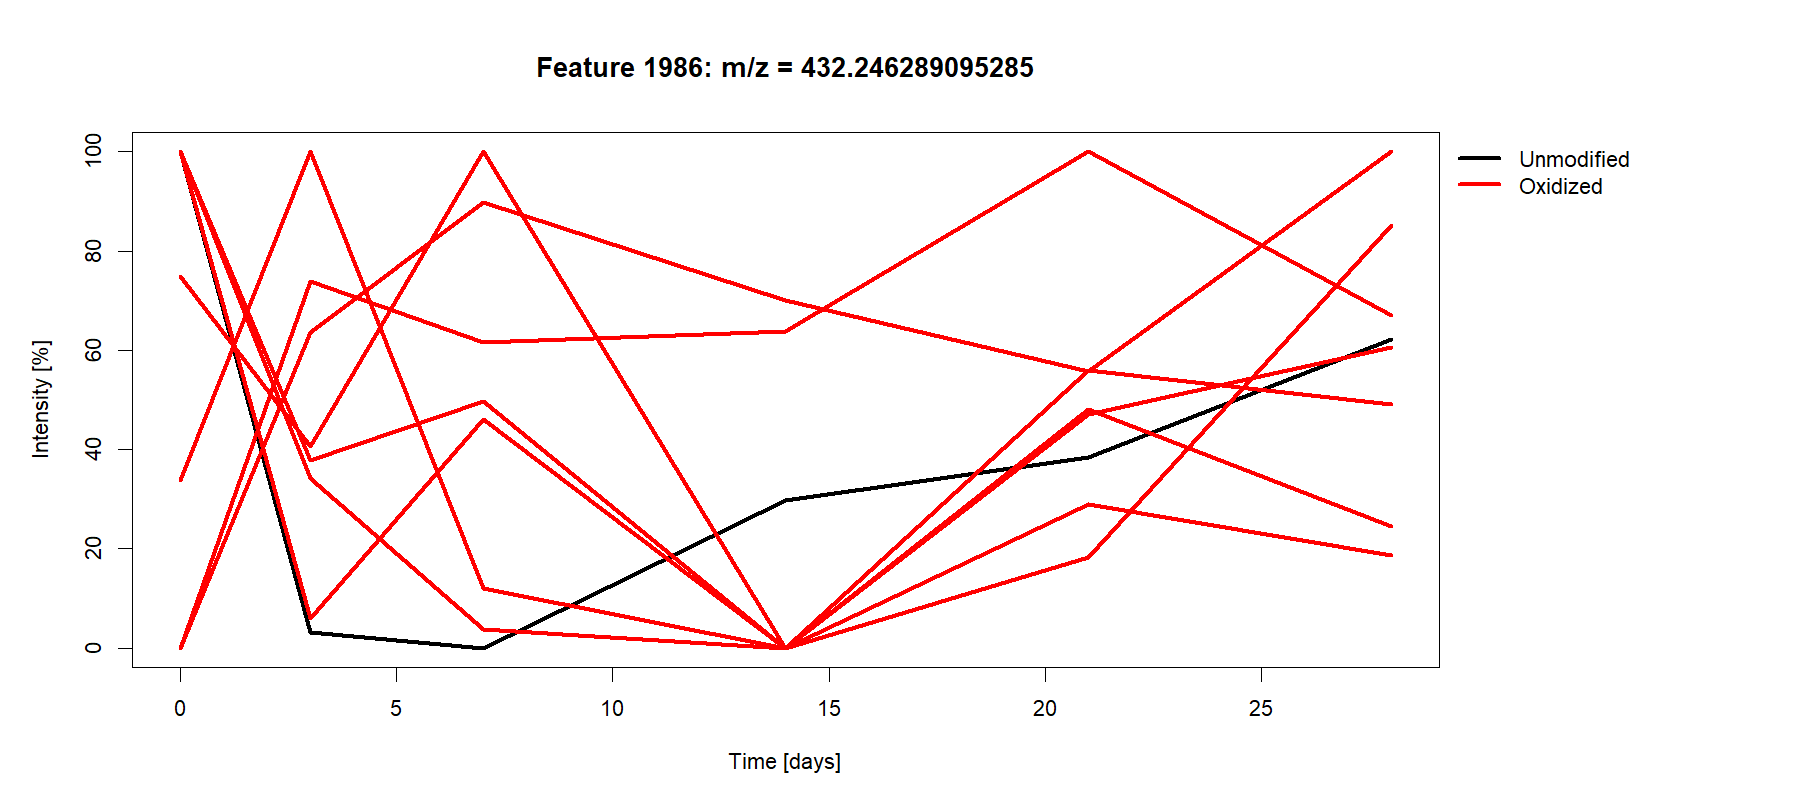 Feature 1986: m/z = 432.246289095285
Unmodified
Oxidized
Intensity [%]
100
80
60
40
20
0
0 5 10 15 20 25
Time [days]